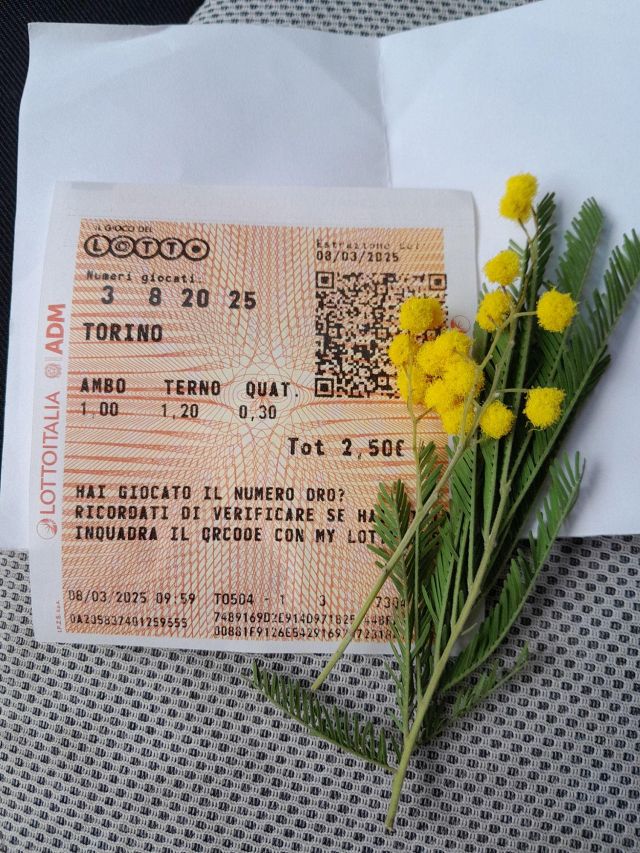 IL GIOCO DEL
LOTTO
Estrazione del
08/03/2025
Numeri giocati:
3 8 20 25
TORINO
AMBO TERNO QUAT.
1,00 1,20 0,30
Tot 2,50€
HAI GIOCATO IL NUMERO ORO?
RICORDATI DI VERIFICARE SE HA
INQUADRA IL QRCODE CON MY LOT
08/03/2025 09:59 TO504 - 1 3
LOTTOITALIA ADM